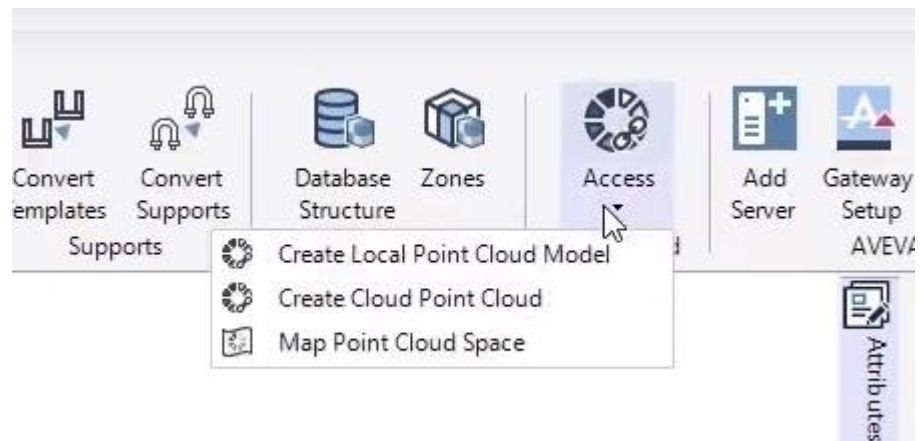 Convert
emplates
Convert
Supports
Database
Structure
Zones
Access
Add
Server
Gateway
Setup
Supports
d
AVEVA
Create Local Point Cloud Model
Create Cloud Point Cloud
Map Point Cloud Space
Attributes